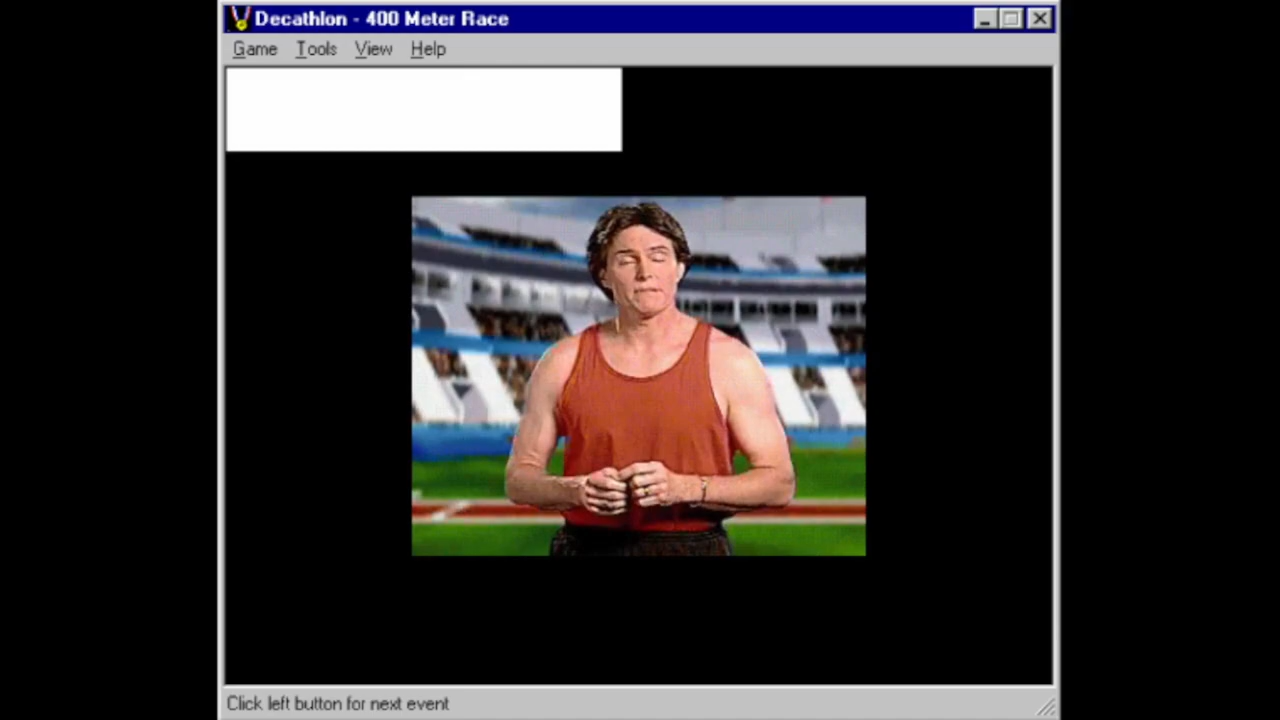 Decathlon - 400 Meter Race
Game Tools View Help
Click left button for next event